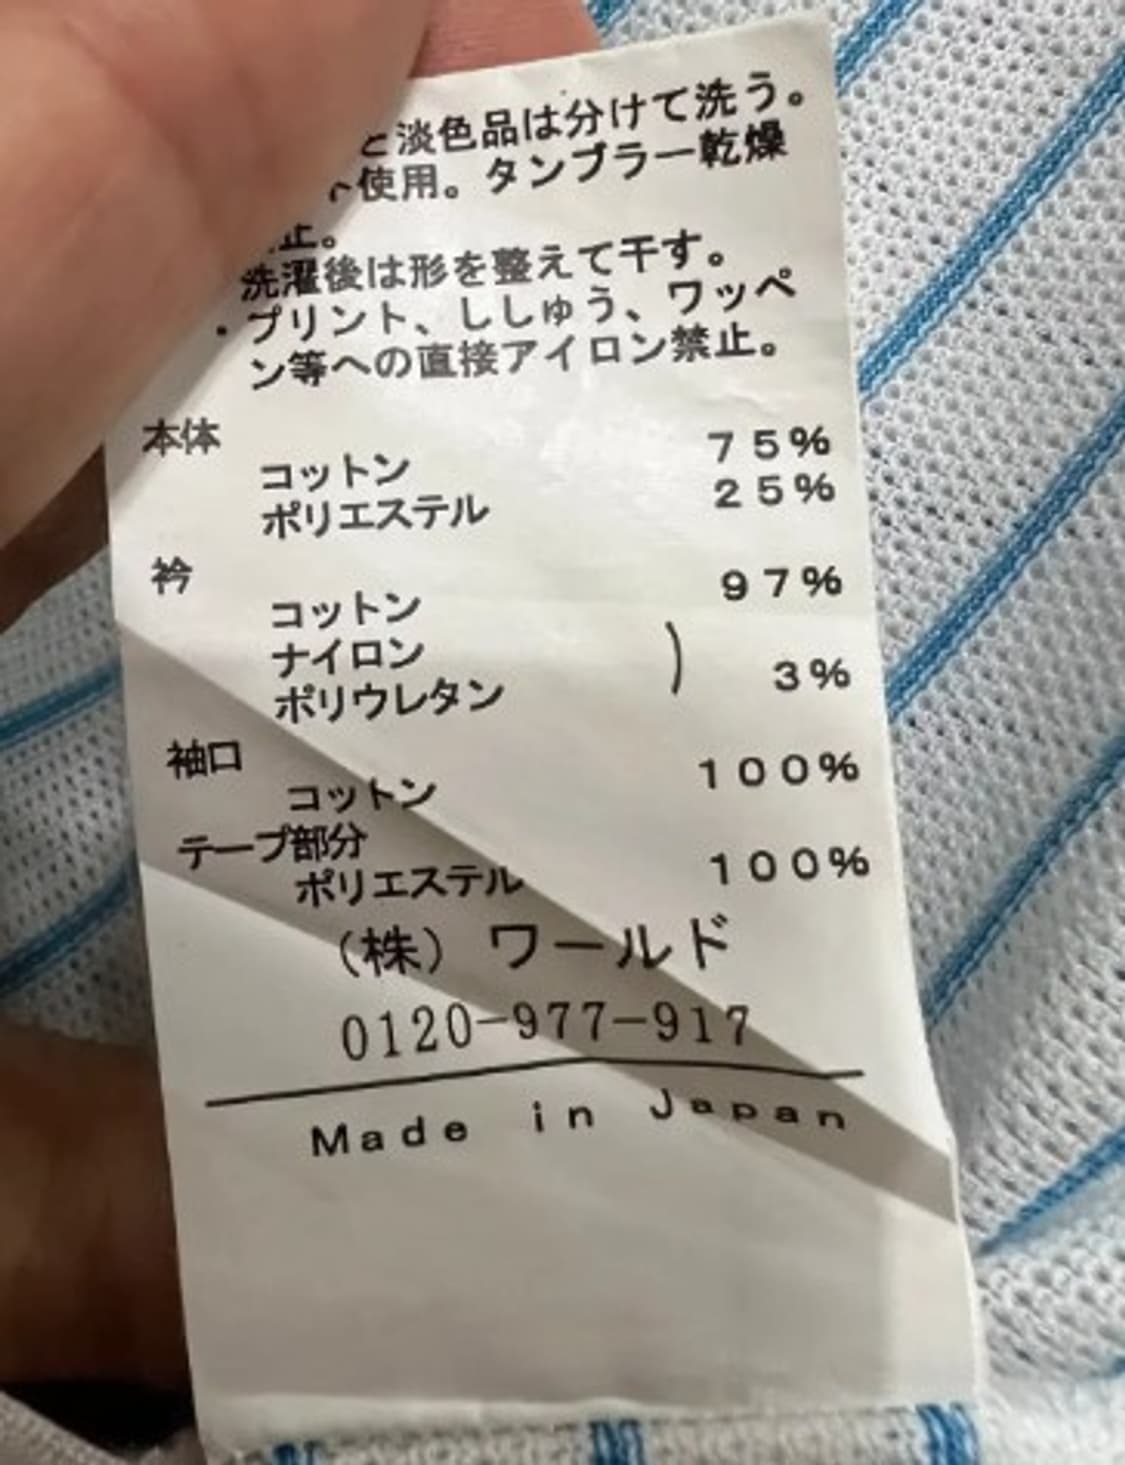 と淡色品は分けて洗う。
使用。タンブラー乾燥
止。
洗濯後は形を整えて干す。
・プリント、ししゅう、ワッペ
ン等への直接アイロン禁止。
本体
コットン 75%
ポリエステル 25%
衿
コットン 97%
ナイロン
ポリウレタン ) 3%
袖口
コットン 100%
テープ部分
ポリエステル 100%
(株) ワールド
0120-977-917
Made in Japan